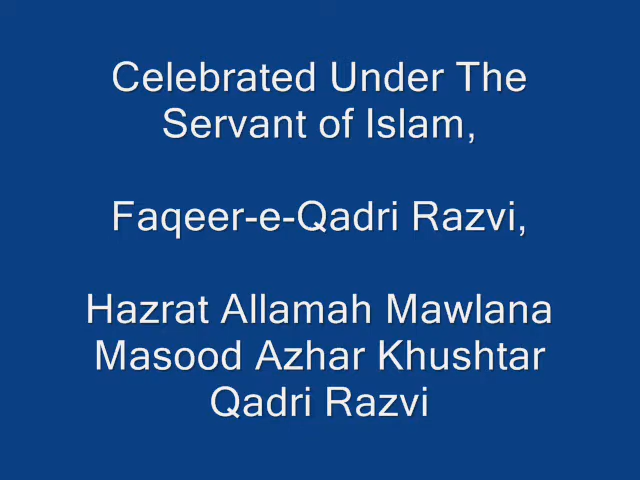 Celebrated Under The
Servant of Islam,
Faqeer-e-Qadri Razvi,
Hazrat Allamah Mawlana
Masood Azhar Khushtar
Qadri Razvi